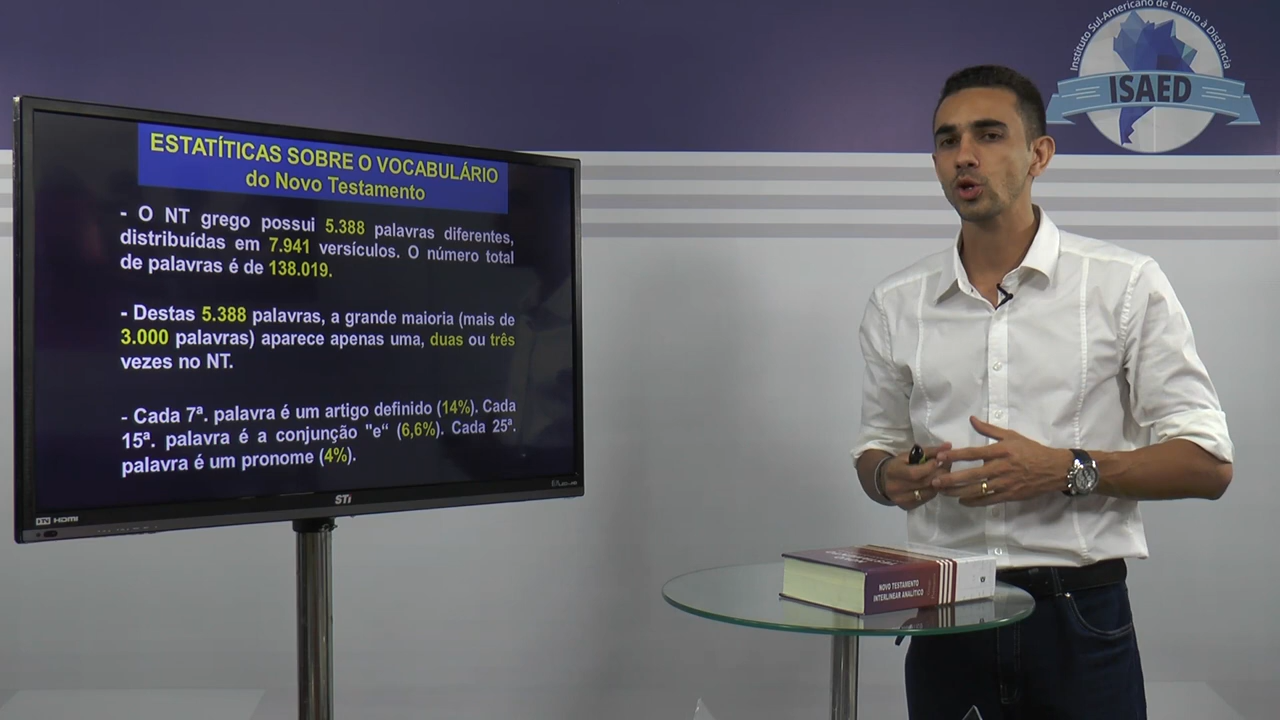 Instituto Sul-Americano de Ensino à Distância
ISAED
ESTATÍTICAS SOBRE O VOCABULÁRIO
do Novo Testamento
- O NT grego possui 5.388 palavras diferentes,
distribuídas em 7.941 versículos. O número total
de palavras é de 138.019.
- Destas 5.388 palavras, a grande maioria (mais de
3.000 palavras) aparece apenas uma, duas ou três
vezes no NT.
- Cada 7ª. palavra é um artigo definido (14%). Cada
15ª. palavra é a conjunção "e“ (6,6%). Cada 25ª.
palavra é um pronome (4%).
STi
HDMI
NOVO TESTAMENTO
INTERLINEAR ANALÍTICO